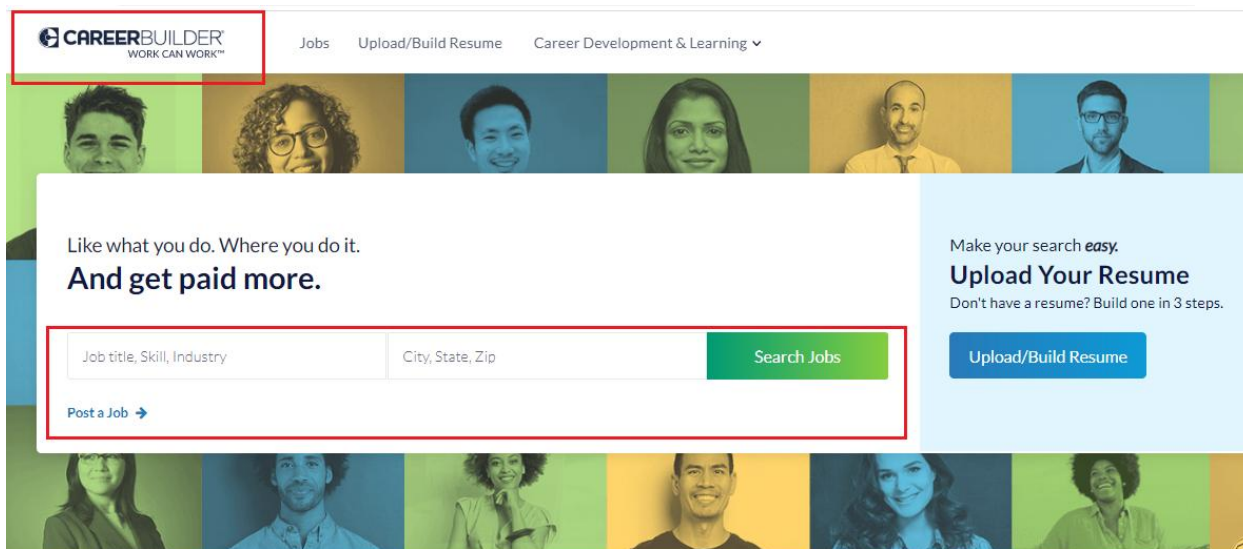 CAREERBUILDER®
WORK CAN WORK™
Jobs
Upload/Build Resume
Career Development & Learning
Like what you do. Where you do it.
And get paid more.
Job title, Skill, Industry
City, State, Zip
Search Jobs
Post a Job
Make your search easy.
Upload Your Resume
Don't have a resume? Build one in 3 steps.
Upload/Build Resume